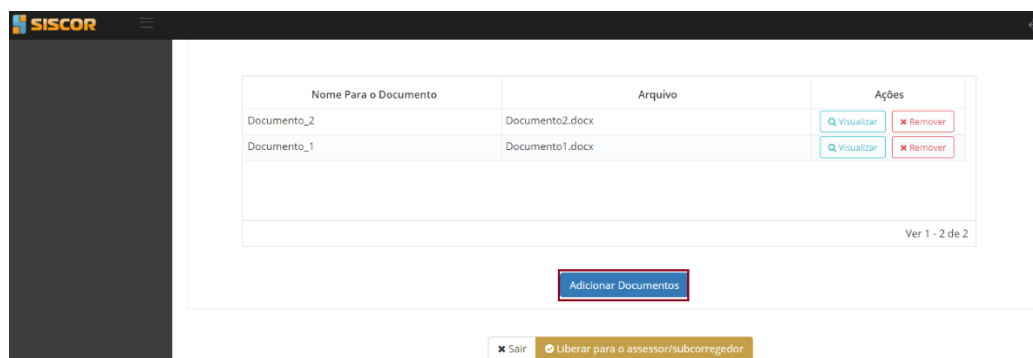 SISCOR
Nome Para o Documento Arquivo Ações
Documento_2 Documento2.docx Visualizar Remover
Documento_1 Documento1.docx Visualizar Remover
Ver 1 - 2 de 2
Adicionar Documentos
Sair Liberar para o assessor/subcorregedor